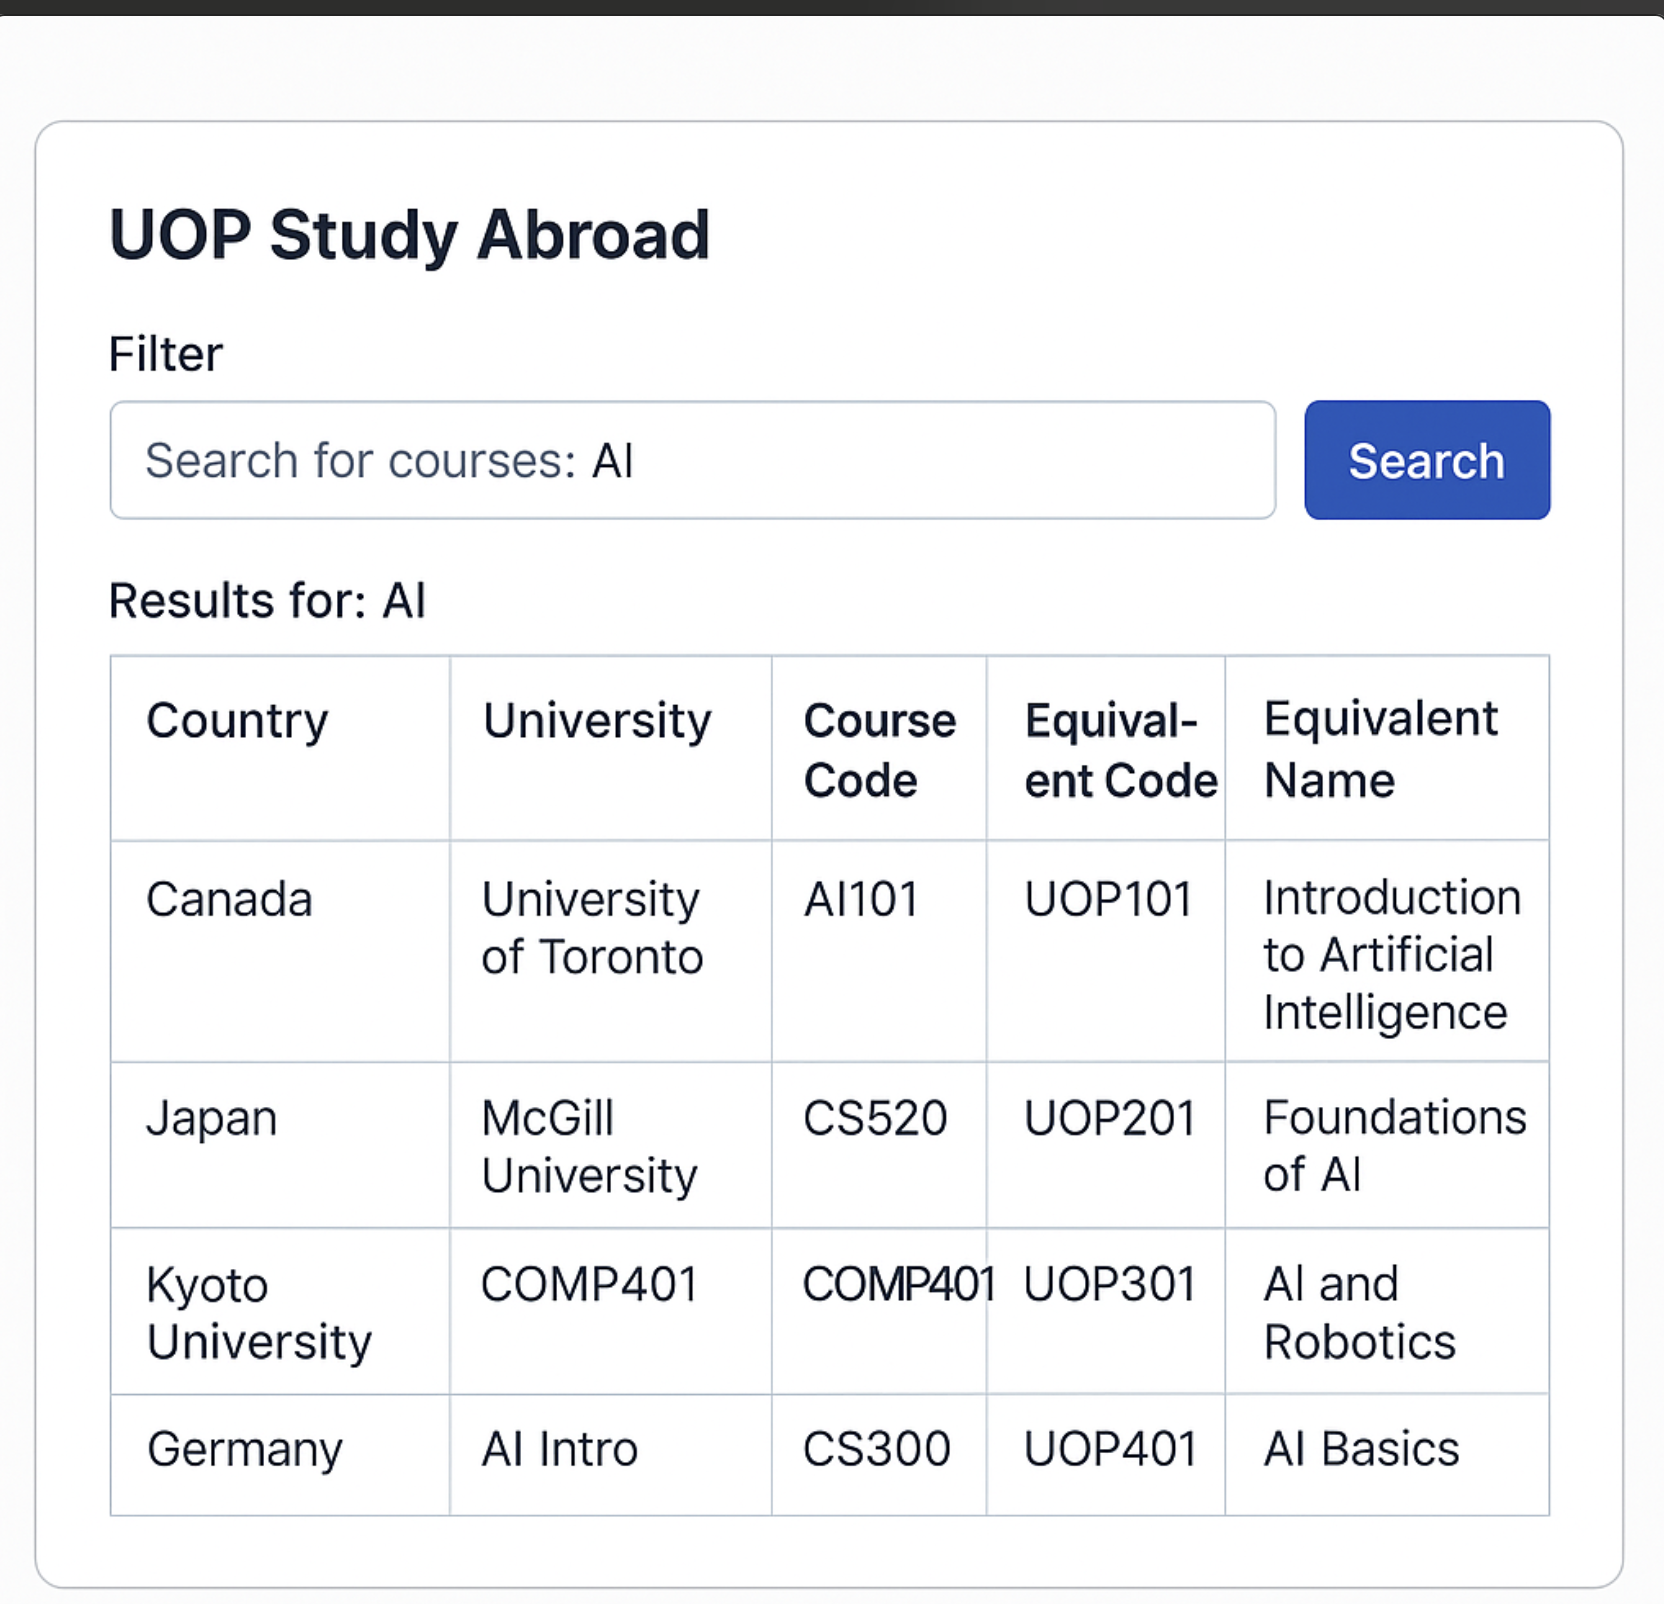 UOP Study Abroad
Filter
Search for courses: AI
Search
Results for: AI
Country
University
Course
Code
Equival-
ent Code
Equivalent
Name
Canada
University
of Toronto
AI101
UOP101
Introduction
to Artificial
Intelligence
Japan
McGill
University
CS520
UOP201
Foundations
of AI
Kyoto
University
COMP401
COMP401
UOP301
AI and
Robotics
Germany
AI Intro
CS300
UOP401
AI Basics